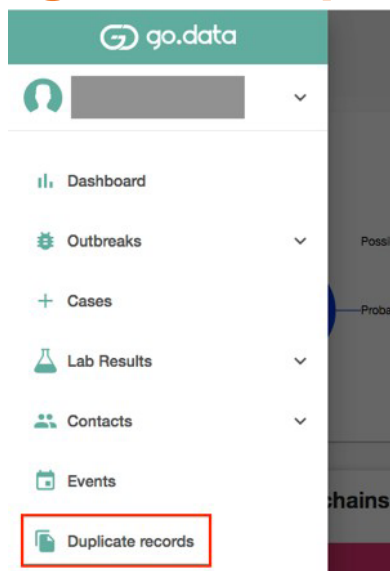 go.data
Dashboard
Outbreaks
Possi
Proba
Cases
Lab Results
Contacts
Events
chains
Duplicate records